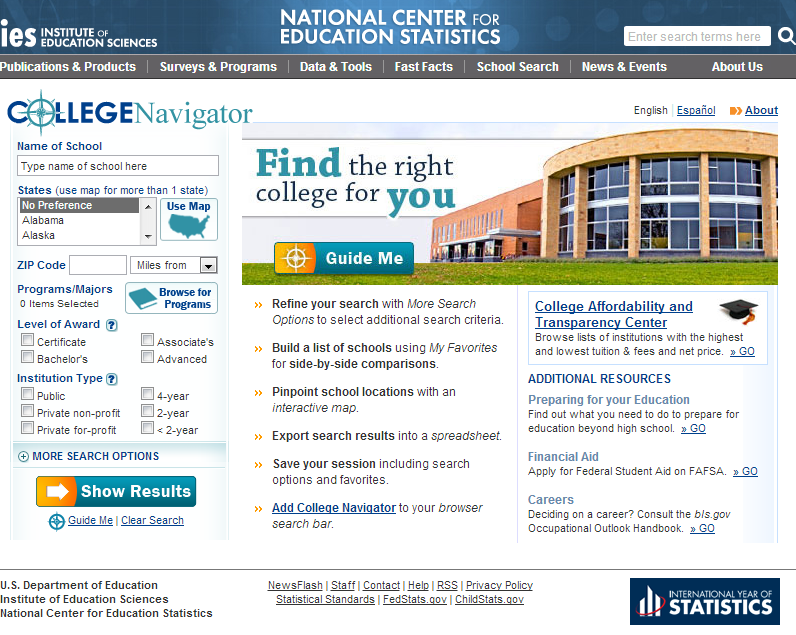 ies INSTITUTE OF
EDUCATION SCIENCES
NATIONAL CENTER FOR
EDUCATION STATISTICS
Enter search terms here
Publications & Products | Surveys & Programs | Data & Tools | Fast Facts | School Search | News & Events About Us
COLLEGE Navigator
English | Español About
Name of School
Type name of school here
States (use map for more than 1 state)
No Preference
Alabama
Alaska
Use Map
ZIP Code
Miles from
Programs/Majors
0 Items Selected
Browse for
Programs
Level of Award ?
Certificate Associate's
Bachelor's Advanced
Institution Type ?
Public 4-year
Private non-profit 2-year
Private for-profit < 2-year
MORE SEARCH OPTIONS
Show Results
Guide Me | Clear Search
Find the right
college for you
Guide Me
» Refine your search with More Search
Options to select additional search criteria.
» Build a list of schools using My Favorites
for side-by-side comparisons.
» Pinpoint school locations with an
interactive map.
» Export search results into a spreadsheet.
» Save your session including search
options and favorites.
» Add College Navigator to your browser
search bar.
College Affordability and
Transparency Center
Browse lists of institutions with the highest
and lowest tuition & fees and net price. » GO
ADDITIONAL RESOURCES
Preparing for your Education
Find out what you need to do to prepare for
education beyond high school. » GO
Financial Aid
Apply for Federal Student Aid on FAFSA. » GO
Careers
Deciding on a career? Consult the bls.gov
Occupational Outlook Handbook. » GO
U.S. Department of Education
Institute of Education Sciences
National Center for Education Statistics
NewsFlash | Staff | Contact | Help | RSS | Privacy Policy
Statistical Standards | FedStats.gov | ChildStats.gov
INTERNATIONAL YEAR OF
STATISTICS